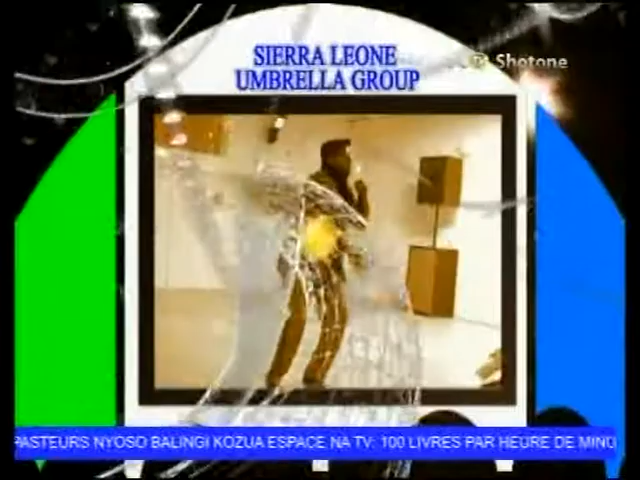 SIERRA LEONE
UMBRELLA GROUP
Shotone
PASTEURS NYOSO BALINGI KOZUA ESPACE NA TV: 100 LIVRES PAR HEURE DE MINU